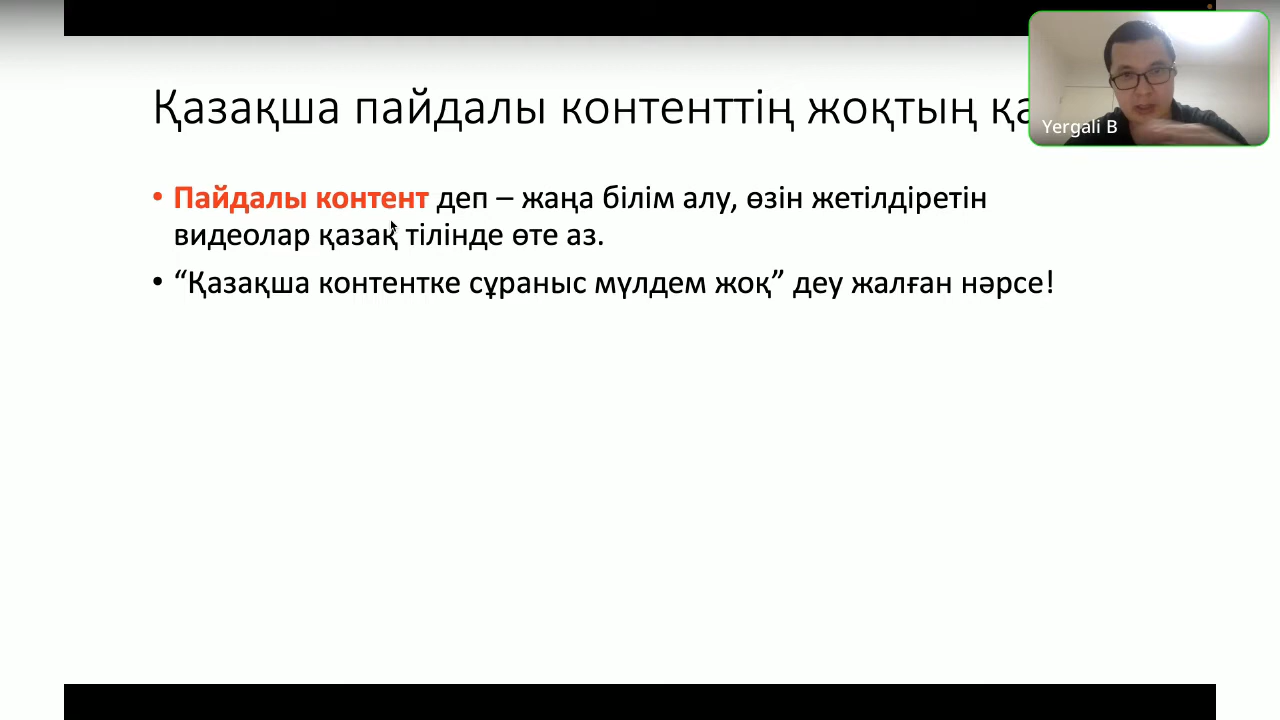 Қазақша пайдалы контенттің жоқтың
Yergali B
• Пайдалы контент деп – жаңа білім алу, өзін жетілдіретін
видеолар қазақ тілінде өте аз.
• “Қазақша контентке сұраныс мүлдем жоқ” деу жалған нәрсе!